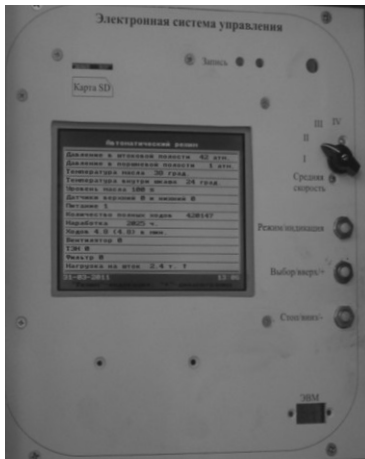 Электронная система управления
Запись
Карта SD
III IV
II
I
Средняя
скорость
Автоматический режим
Давление в штоковой полости 42 атм.
Давление в поршневой полости 1 атм.
Температура масла 30 град.
Температура внутри шкафа 24 град
Уровень масла 100 %
Датчики верхний 0 и нижний 0
Питание 1
Количество полных ходов 420147
Наработка 2025 ч.
Ходов 4.0 (4.0) в мин.
Вентилятор 0
ТЭН 0
Фильтр 0
Нагрузка на шток 2.4 т.
Режим/индикация
Выбор/вверх/+
Стоп/вниз/-
ЭВМ